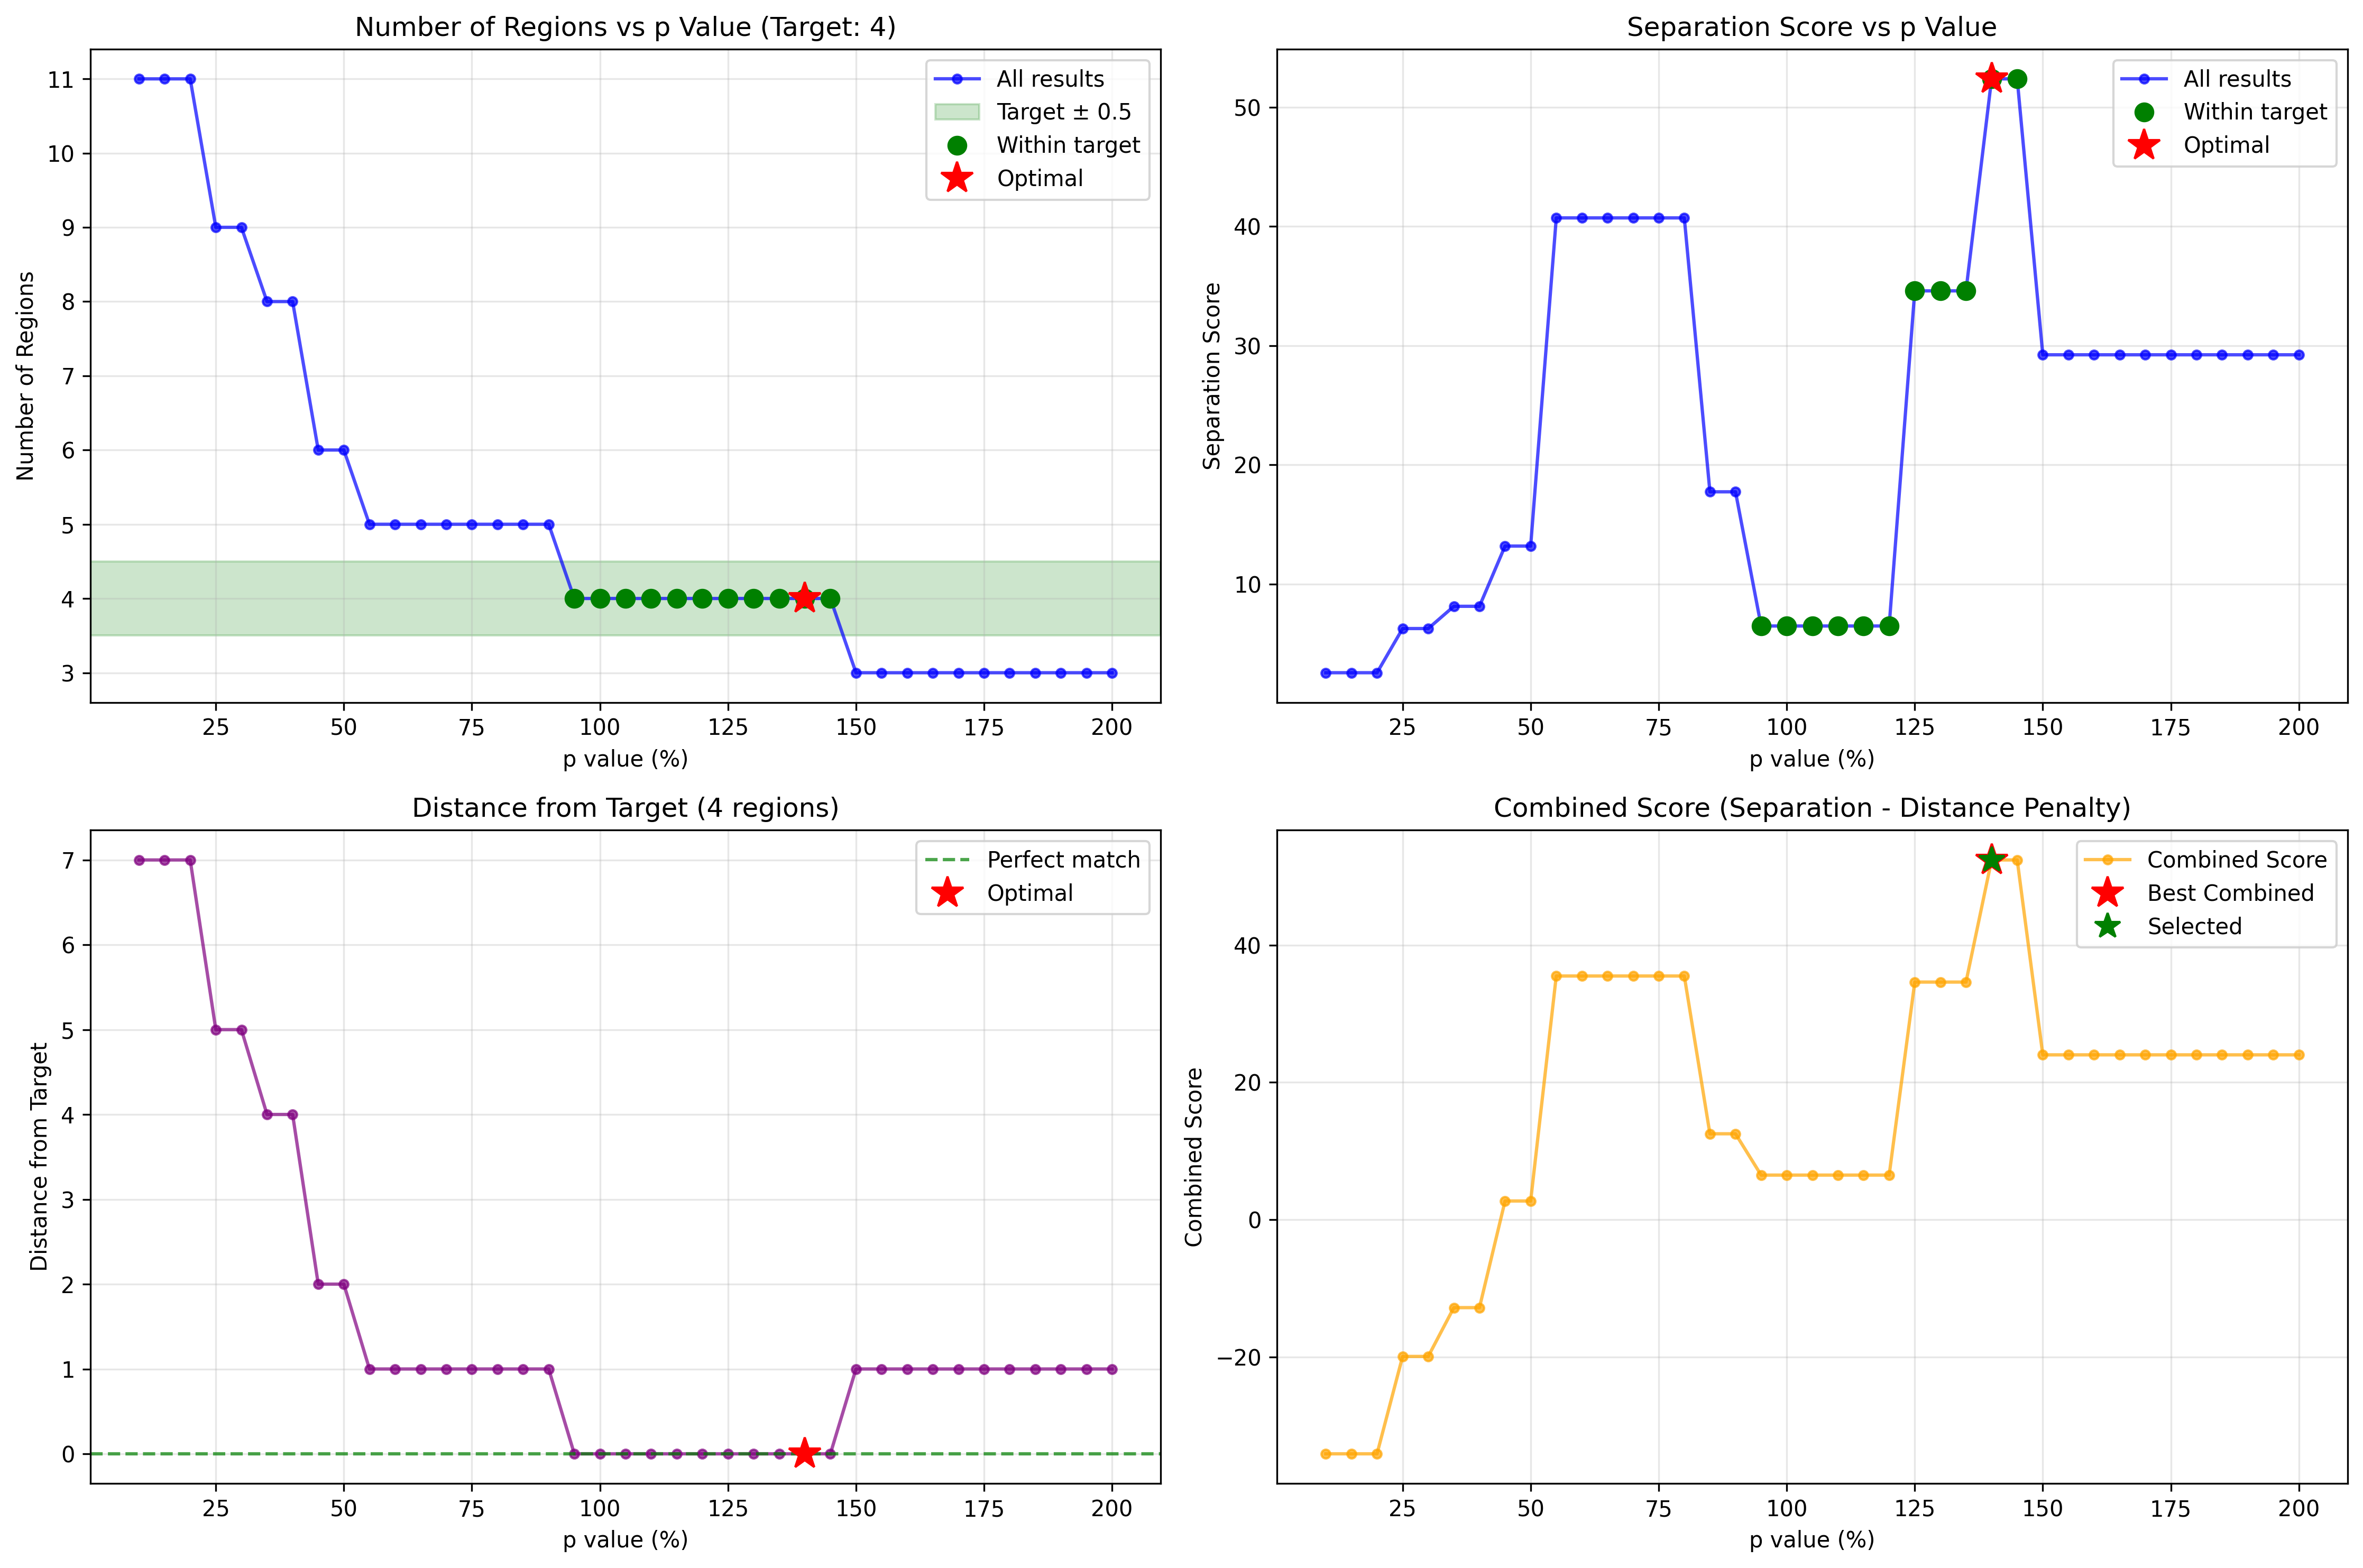 Number of Regions vs p Value (Target: 4)
Number of Regions
11
10
9
8
7
6
5
4
3
All results
Target ± 0.5
Within target
Optimal
25 50 75 100 125 150 175 200
p value (%)
Separation Score vs p Value
Separation Score
50
40
30
20
10
All results
Within target
Optimal
25 50 75 100 125 150 175 200
p value (%)
Distance from Target (4 regions)
Distance from Target
7
6
5
4
3
2
1
0
Perfect match
Optimal
25 50 75 100 125 150 175 200
p value (%)
Combined Score (Separation - Distance Penalty)
Combined Score
40
20
0
−20
Combined Score
Best Combined
Selected
25 50 75 100 125 150 175 200
p value (%)